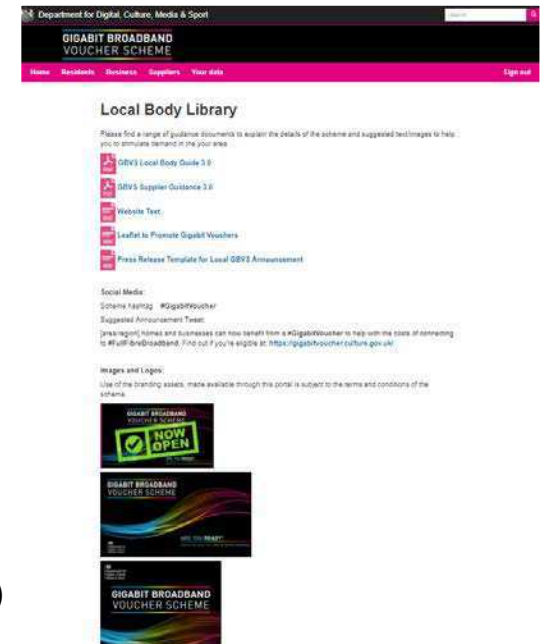 Department for Digital, Culture, Media & Sport
GIGABIT BROADBAND
VOUCHER SCHEME
Home Residents Business Suppliers Your data Sign out
Local Body Library
Please find a range of guidance documents to explain the details of the scheme and suggested text/images to help
you to stimulate demand in the your area
GBVS Local Body Guide 3.0
GBVS Supplier Guidance 3.0
Website Text
Leaflet to Promote Gigabit Vouchers
Press Release Template for Local GBVS Announcement
Social Media:
Scheme hashtag #GigabitVoucher
Suggested Announcement Tweet:
[area/region] homes and businesses can now benefit from a #GigabitVoucher to help with the costs of connecting
to #FullFibreBroadband. Find out if you're eligible at: https://gigabitvoucher.culture.gov.uk/
Images and Logos:
Use of the branding assets, made available through this portal is subject to the terms and conditions of the
scheme.
GIGABIT BROADBAND
VOUCHER SCHEME
NOW
OPEN
GIGABIT BROADBAND
VOUCHER SCHEME
ARE YOU READY?
GIGABIT BROADBAND
VOUCHER SCHEME
)